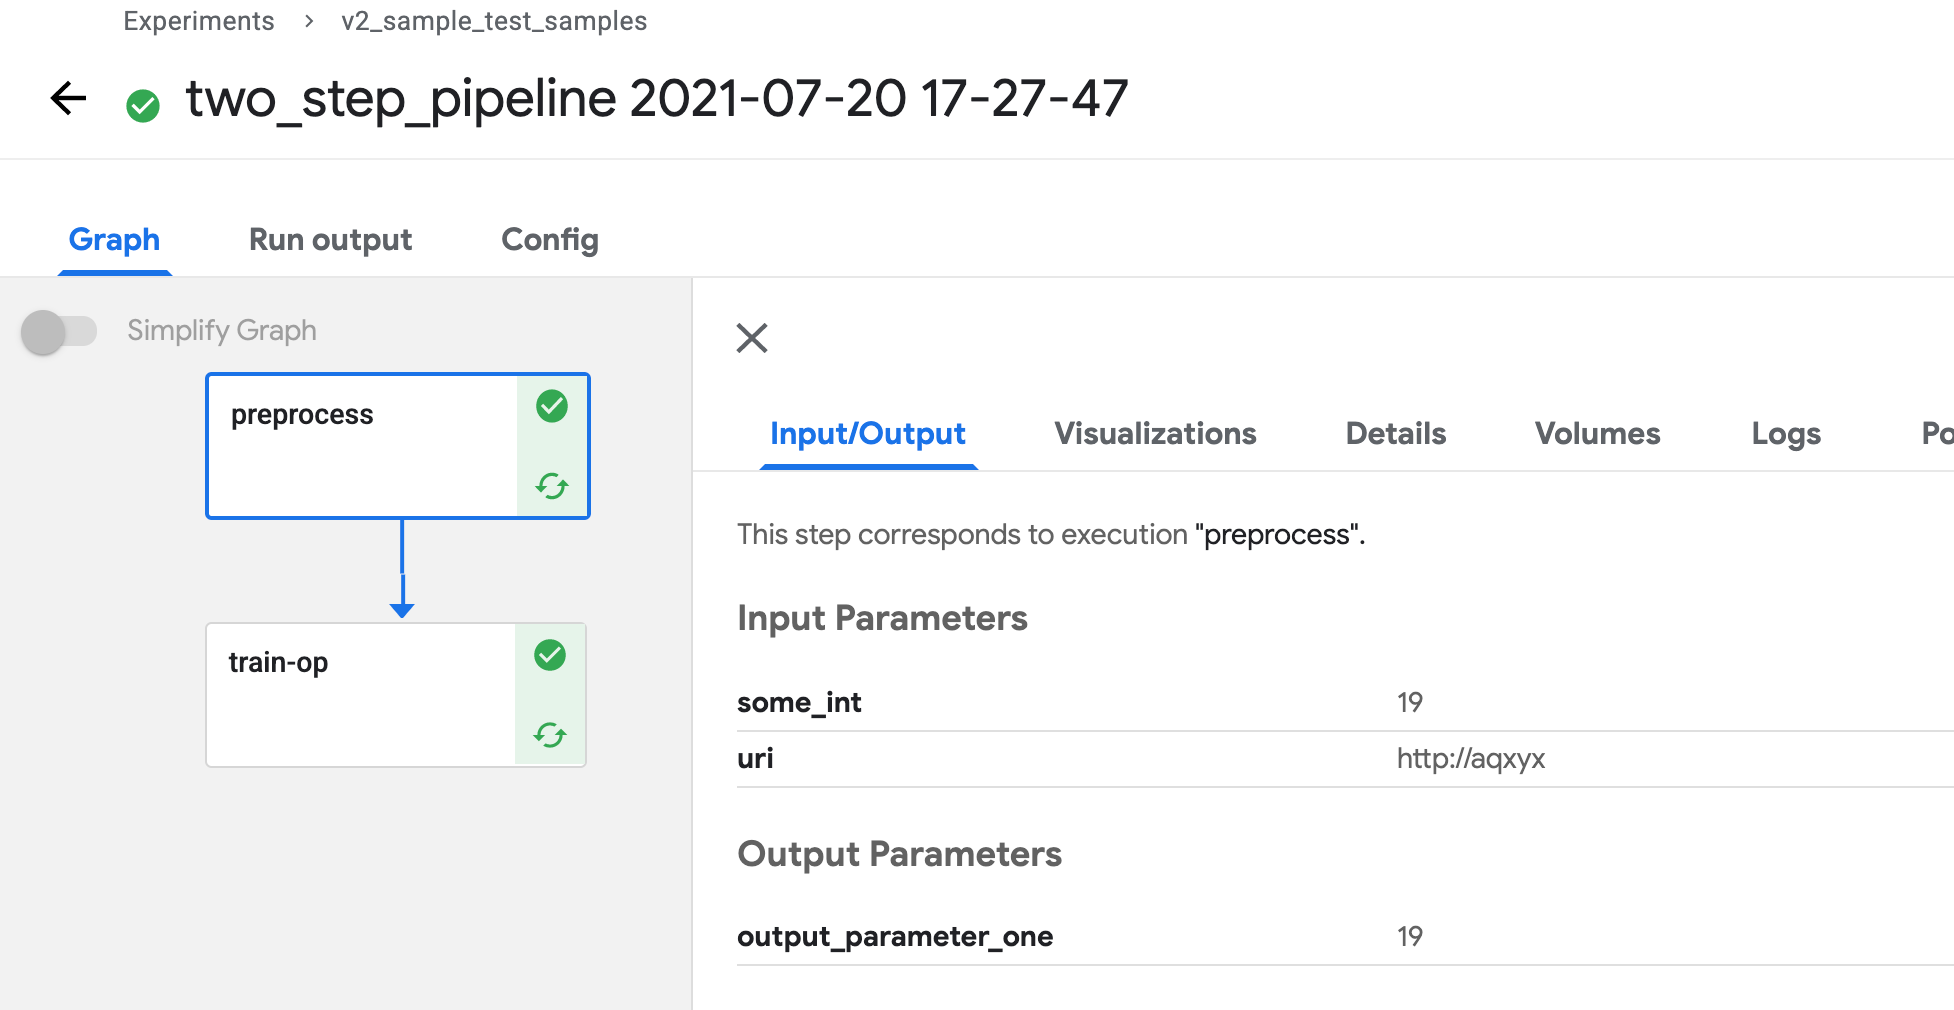 Experiments > v2_sample_test_samples
two_step_pipeline 2021-07-20 17-27-47
Graph Run output Config
Simplify Graph
preprocess
train-op
Input/Output Visualizations Details Volumes Logs Po
This step corresponds to execution "preprocess".
Input Parameters
some_int 19
uri http://aqxyx
Output Parameters
output_parameter_one 19